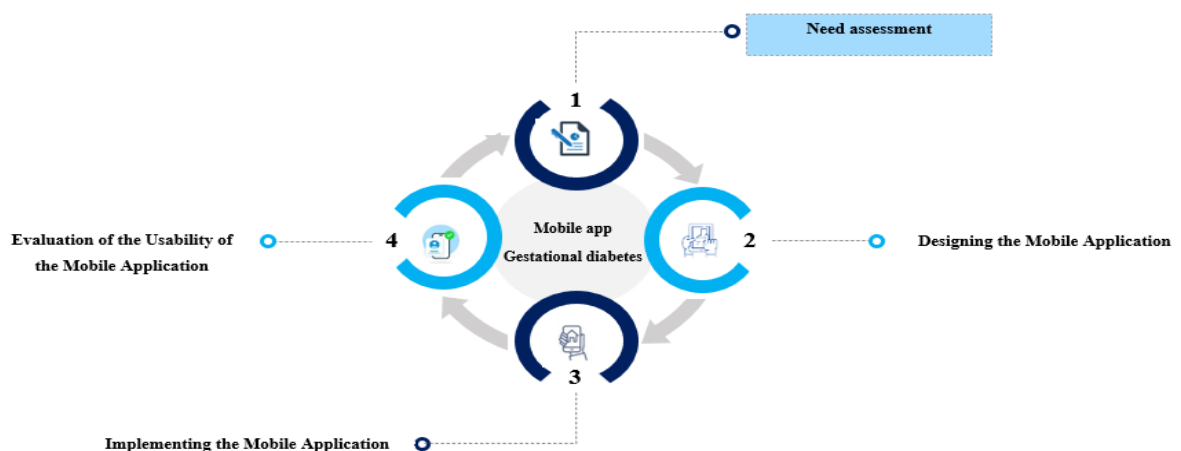 Need assessment
1
Mobile app
Gestational diabetes
2
Designing the Mobile Application
3
Implementing the Mobile Application
4
Evaluation of the Usability of
the Mobile Application